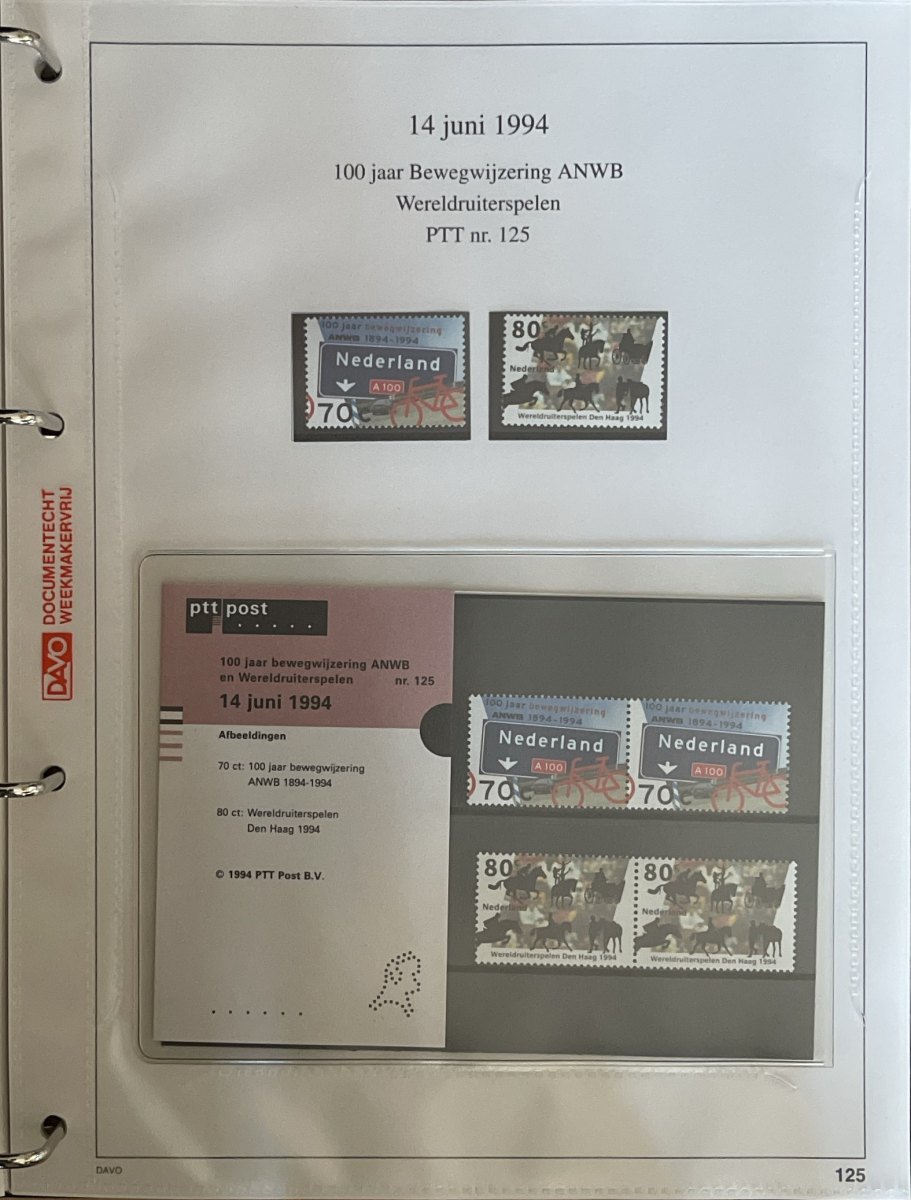 14 juni 1994
100 jaar Bewegwijzering ANWB
Wereldruiterspelen
PTT nr. 125
100 jaar bewegwijzering
ANWB 1894-1994
Nederland
A 100
70c
80
Nederland
Wereldruiterspelen Den Haag 1994
DAVO
DOCUMENTECHT
WEEKMAKERVRIJ
ptt post
100 jaar bewegwijzering ANWB
en Wereldruiterspelen nr. 125
14 juni 1994
Afbeeldingen
70 ct: 100 jaar bewegwijzering
ANWB 1894-1994
80 ct: Wereldruiterspelen
Den Haag 1994
© 1994 PTT Post B.V.
100 jaar bewegwijzering
ANWB 1894-1994
Nederland
A 100
70c
100 jaar bewegwijzering
ANWB 1894-1994
Nederland
A 100
70c
80
Nederland
Wereldruiterspelen Den Haag 1994
80
Nederland
Wereldruiterspelen Den Haag 1994
DAVO
125